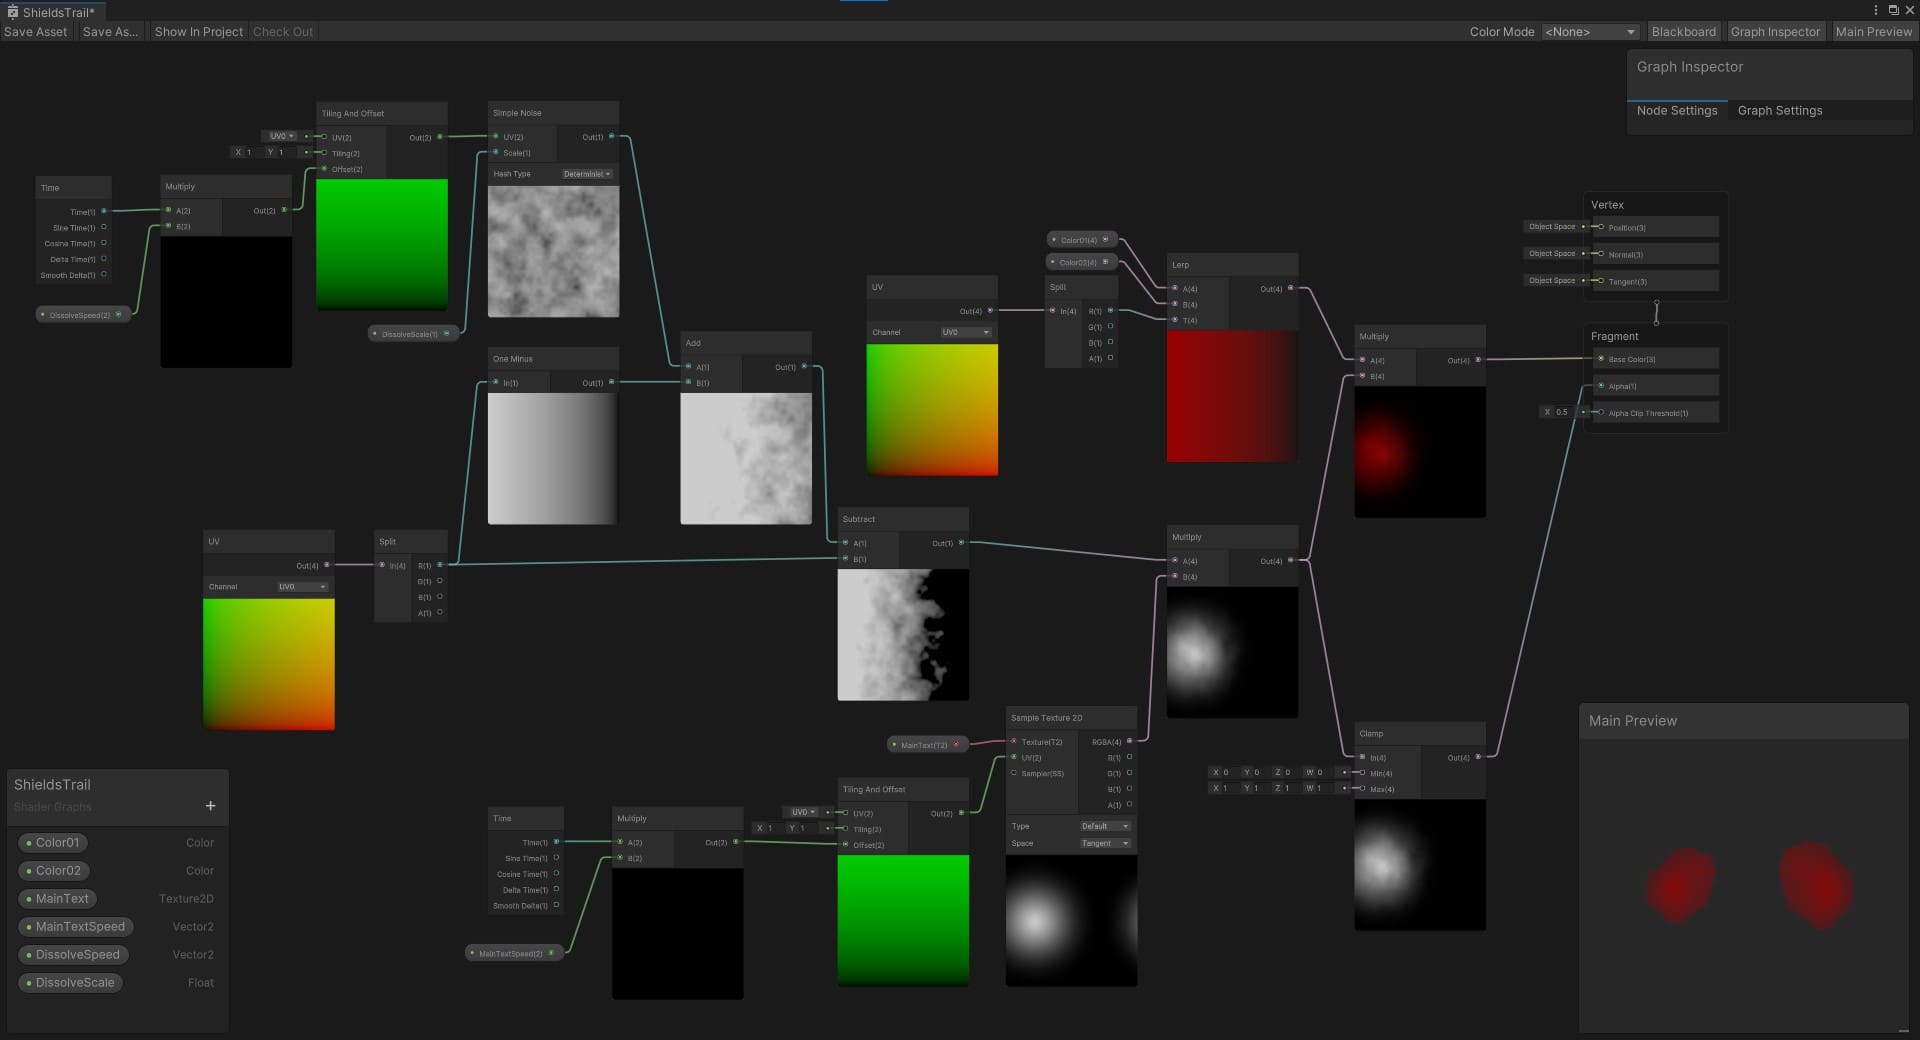 ShieldsTrail*
Save Asset Save As... Show In Project Check Out Color Mode <None> Blackboard Graph Inspector Main Preview
Graph Inspector
Node Settings Graph Settings
Time
Time(1)
Sine Time(1)
Cosine Time(1)
Delta Time(1)
Smooth Delta(1)
DissolveSpeed(2)
Multiply
A(2) Out(2)
B(2)
Tiling And Offset
UV0 UV(2) Out(2)
X 1 Y 1 Tiling(2)
Offset(2)
Simple Noise
UV(2) Out(1)
Scale(1)
Hash Type Determinist
DissolveScale(1)
One Minus
In(1) Out(1)
Add
A(1) Out(1)
B(1)
UV
Out(4)
Channel UV0
Split
In(4) R(1)
G(1)
B(1)
A(1)
Subtract
A(1) Out(1)
B(1)
UV
Out(4)
Channel UV0
Color01(4)
Color02(4)
Split
In(4) R(1)
G(1)
B(1)
A(1)
Lerp
A(4) Out(4)
B(4)
T(4)
Multiply
A(4) Out(4)
B(4)
Vertex
Object Space Position(3)
Object Space Normal(3)
Object Space Tangent(3)
Fragment
Base Color(3)
Alpha(1)
X 0.5 Alpha Clip Threshold(1)
Multiply
A(4) Out(4)
B(4)
MainText(T2)
Sample Texture 2D
Texture(T2) RGBA(4)
UV(2) R(1)
Sampler(SS) G(1)
B(1)
A(1)
Type Default
Space Tangent
Time
Time(1)
Sine Time(1)
Cosine Time(1)
Delta Time(1)
Smooth Delta(1)
MainTextSpeed(2)
Multiply
A(2) Out(2)
B(2)
Tiling And Offset
UV0 UV(2) Out(2)
X 1 Y 1 Tiling(2)
Offset(2)
Clamp
In(4) Out(4)
X 0 Y 0 Z 0 W 0 Min(4)
X 1 Y 1 Z 1 W 1 Max(4)
Main Preview
ShieldsTrail
Shader Graphs +
Color01 Color
Color02 Color
MainText Texture2D
MainTextSpeed Vector2
DissolveSpeed Vector2
DissolveScale Float